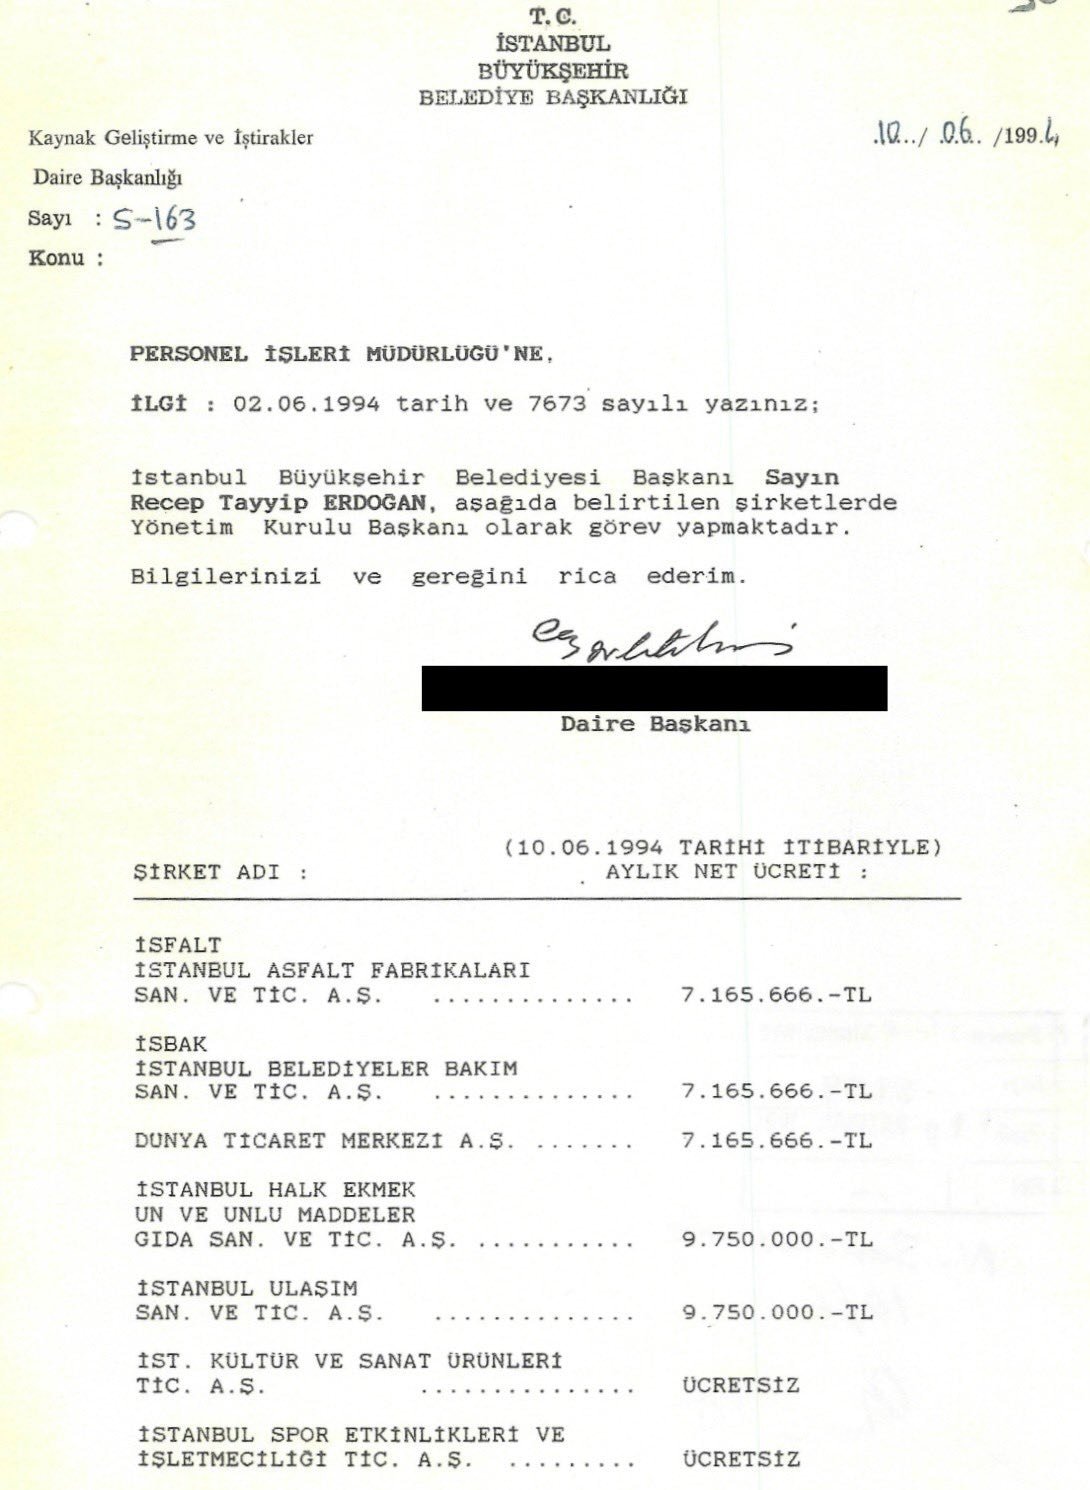 T.C.
İSTANBUL
BÜYÜKŞEHİR
BELEDİYE BAŞKANLIĞI
Kaynak Geliştirme ve İştirakler
.10../ .06.. /1994
Daire Başkanlığı
Sayı : S-163
Konu :
PERSONEL İŞLERİ MÜDÜRLÜĞÜ'NE,
İLGİ : 02.06.1994 tarih ve 7673 sayılı yazınız;
İstanbul Büyükşehir Belediyesi Başkanı Sayın
Recep Tayyip ERDOĞAN, aşağıda belirtilen şirketlerde
Yönetim Kurulu Başkanı olarak görev yapmaktadır.
Bilgilerinizi ve gereğini rica ederim.
Daire Başkanı
(10.06.1994 TARİHİ İTİBARİYLE)
ŞİRKET ADI : AYLIK NET ÜCRETİ :
İSFALT
İSTANBUL ASFALT FABRİKALARI
SAN. VE TİC. A.Ş. .............. 7.165.666.-TL
İSBAK
İSTANBUL BELEDİYELER BAKIM
SAN. VE TİC. A.Ş. .............. 7.165.666.-TL
DUNYA TİCARET MERKEZİ A.Ş. ....... 7.165.666.-TL
İSTANBUL HALK EKMEK
UN VE UNLU MADDELER
GIDA SAN. VE TİC. A.Ş. ........... 9.750.000.-TL
İSTANBUL ULAŞIM
SAN. VE TİC. A.Ş. .............. 9.750.000.-TL
İST. KÜLTÜR VE SANAT ÜRÜNLERİ
TİC. A.Ş. ............... ÜCRETSİZ
İSTANBUL SPOR ETKİNLİKLERİ VE
İŞLETMECİLİĞİ TİC. A.Ş. ......... ÜCRETSİZ